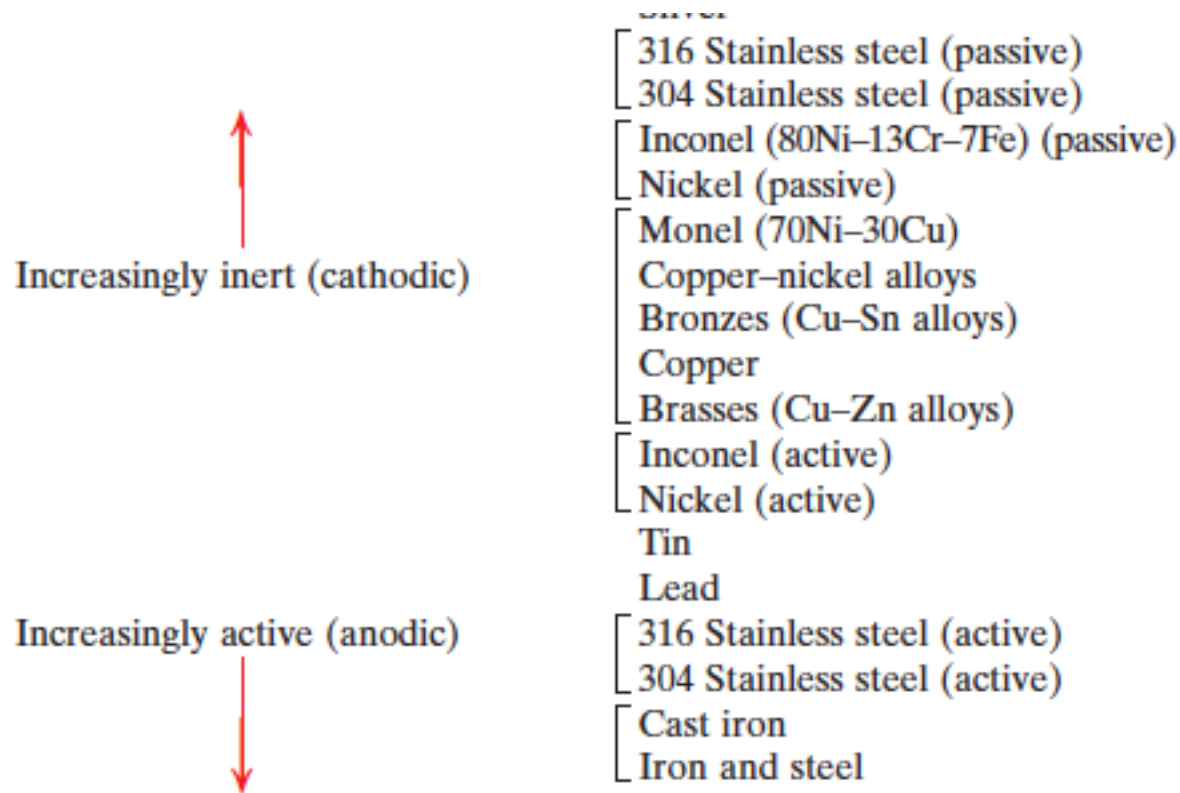 316 Stainless steel (passive)
304 Stainless steel (passive)
Inconel (80Ni–13Cr–7Fe) (passive)
Nickel (passive)
Monel (70Ni–30Cu)
Increasingly inert (cathodic)
Copper–nickel alloys
Bronzes (Cu–Sn alloys)
Copper
Brasses (Cu–Zn alloys)
Inconel (active)
Nickel (active)
Tin
Lead
Increasingly active (anodic)
316 Stainless steel (active)
304 Stainless steel (active)
Cast iron
Iron and steel